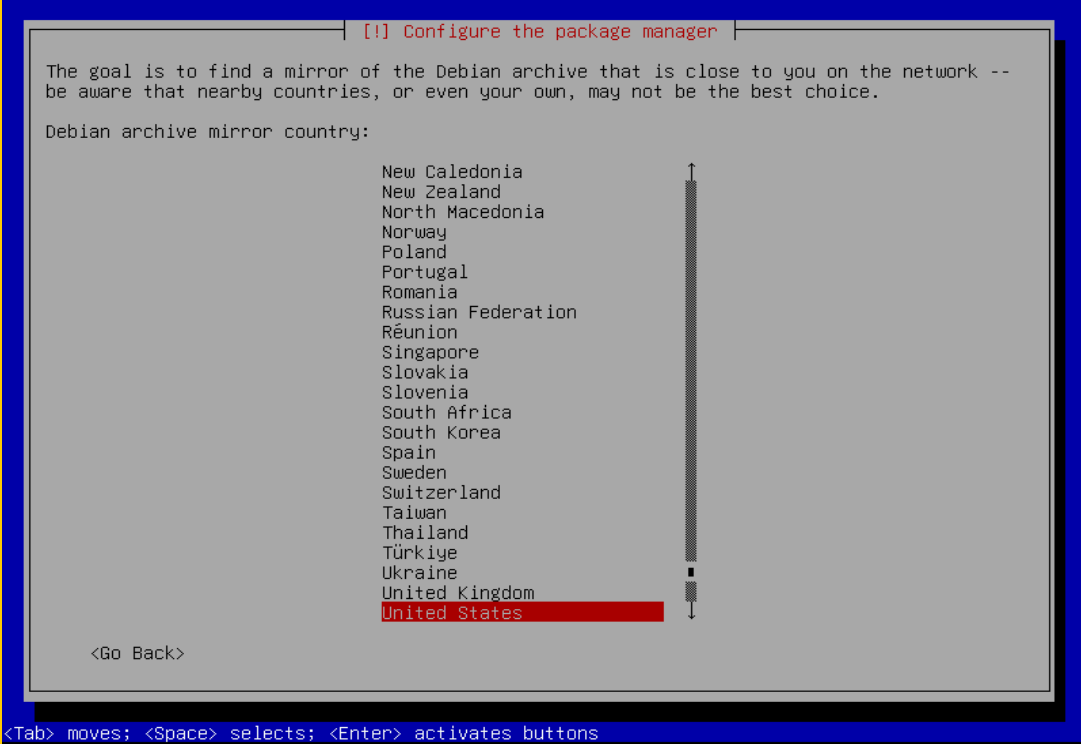 [!] Configure the package manager
The goal is to find a mirror of the Debian archive that is close to you on the network --
be aware that nearby countries, or even your own, may not be the best choice.
Debian archive mirror country:
New Caledonia
New Zealand
North Macedonia
Norway
Poland
Portugal
Romania
Russian Federation
Réunion
Singapore
Slovakia
Slovenia
South Africa
South Korea
Spain
Sweden
Switzerland
Taiwan
Thailand
Türkiye
Ukraine
United Kingdom
United States
<Go Back>
<Tab> moves; <Space> selects; <Enter> activates buttons